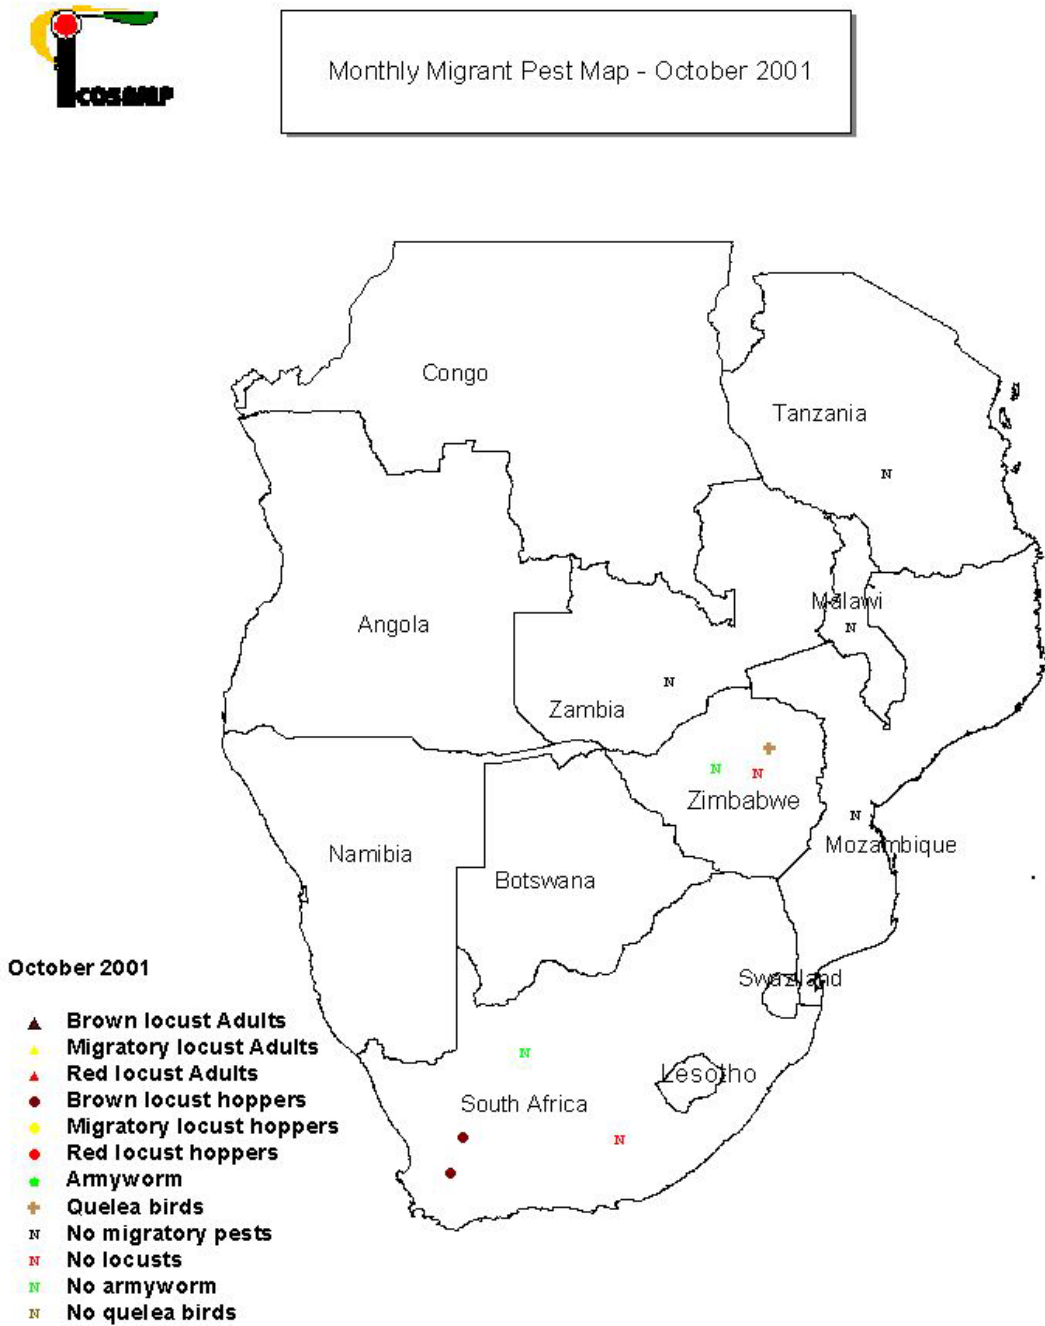 COSAMP
Monthly Migrant Pest Map - October 2001
Congo
Tanzania
N
Malawi
N
Angola
N
Zambia
N
N
Zimbabwe
N
Mozambique
Namibia
Botswana
Swaziland
N
Lesotho
South Africa
N
October 2001
Brown locust Adults
Migratory locust Adults
Red locust Adults
Brown locust hoppers
Migratory locust hoppers
Red locust hoppers
Armyworm
Quelea birds
N No migratory pests
N No locusts
N No armyworm
N No quelea birds